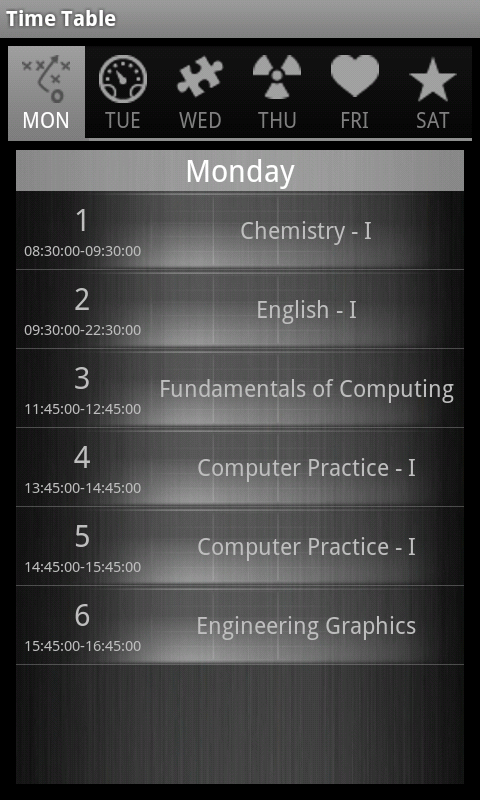 Time Table
MON TUE WED THU FRI SAT
Monday
1
08:30:00-09:30:00
Chemistry - I
2
09:30:00-22:30:00
English - I
3
11:45:00-12:45:00
Fundamentals of Computing
4
13:45:00-14:45:00
Computer Practice - I
5
14:45:00-15:45:00
Computer Practice - I
6
15:45:00-16:45:00
Engineering Graphics